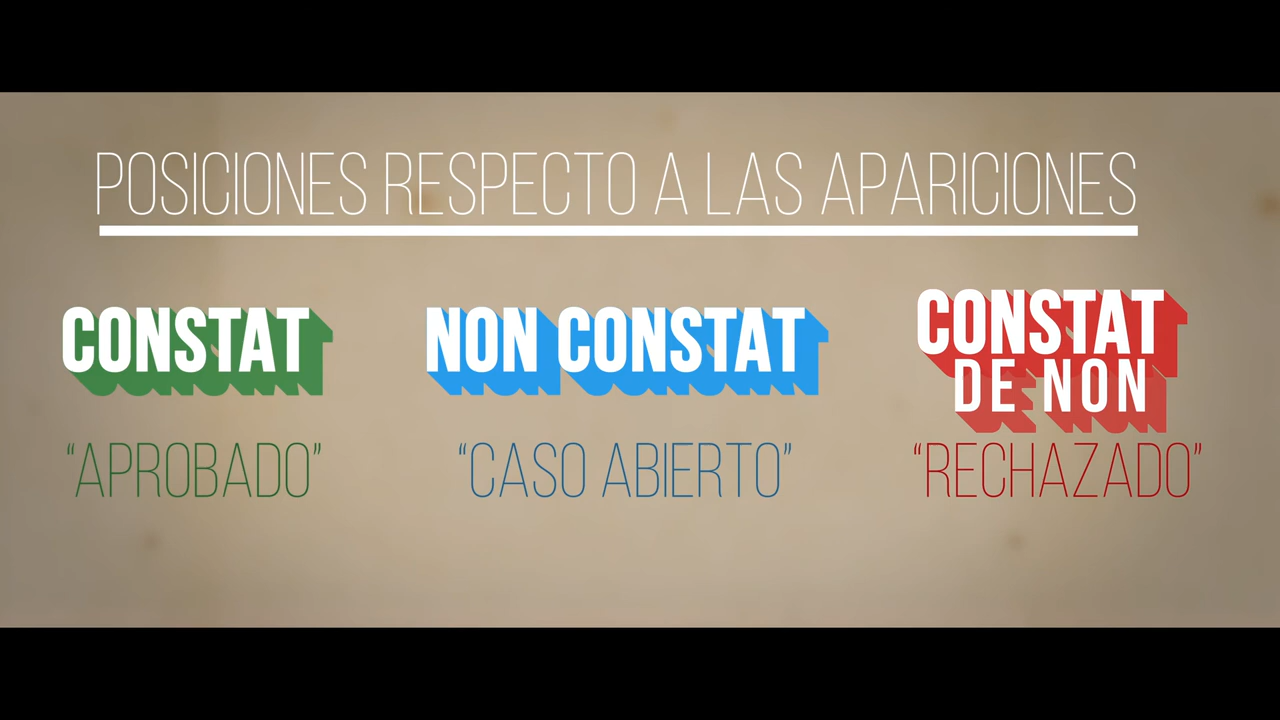 POSICIONES RESPECTO A LAS APARICIONES
CONSTAT
“APROBADO”
NON CONSTAT
“CASO ABIERTO”
CONSTAT
DE NON
“RECHAZADO”